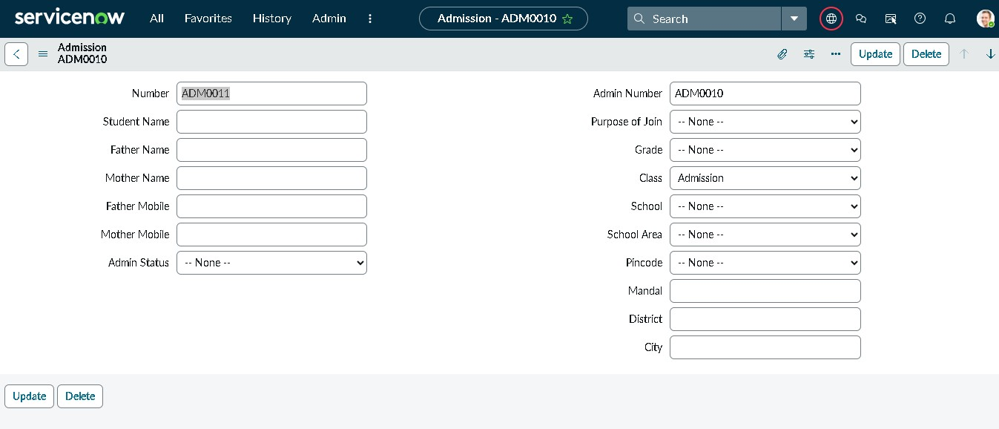 servicenow All Favorites History Admin Admission - ADM0010 Search
Admission
ADM0010
Update Delete
Number ADM0011
Student Name
Father Name
Mother Name
Father Mobile
Mother Mobile
Admin Status -- None --
Admin Number ADM0010
Purpose of Join -- None --
Grade -- None --
Class Admission
School -- None --
School Area -- None --
Pincode -- None --
Mandal
District
City
Update Delete